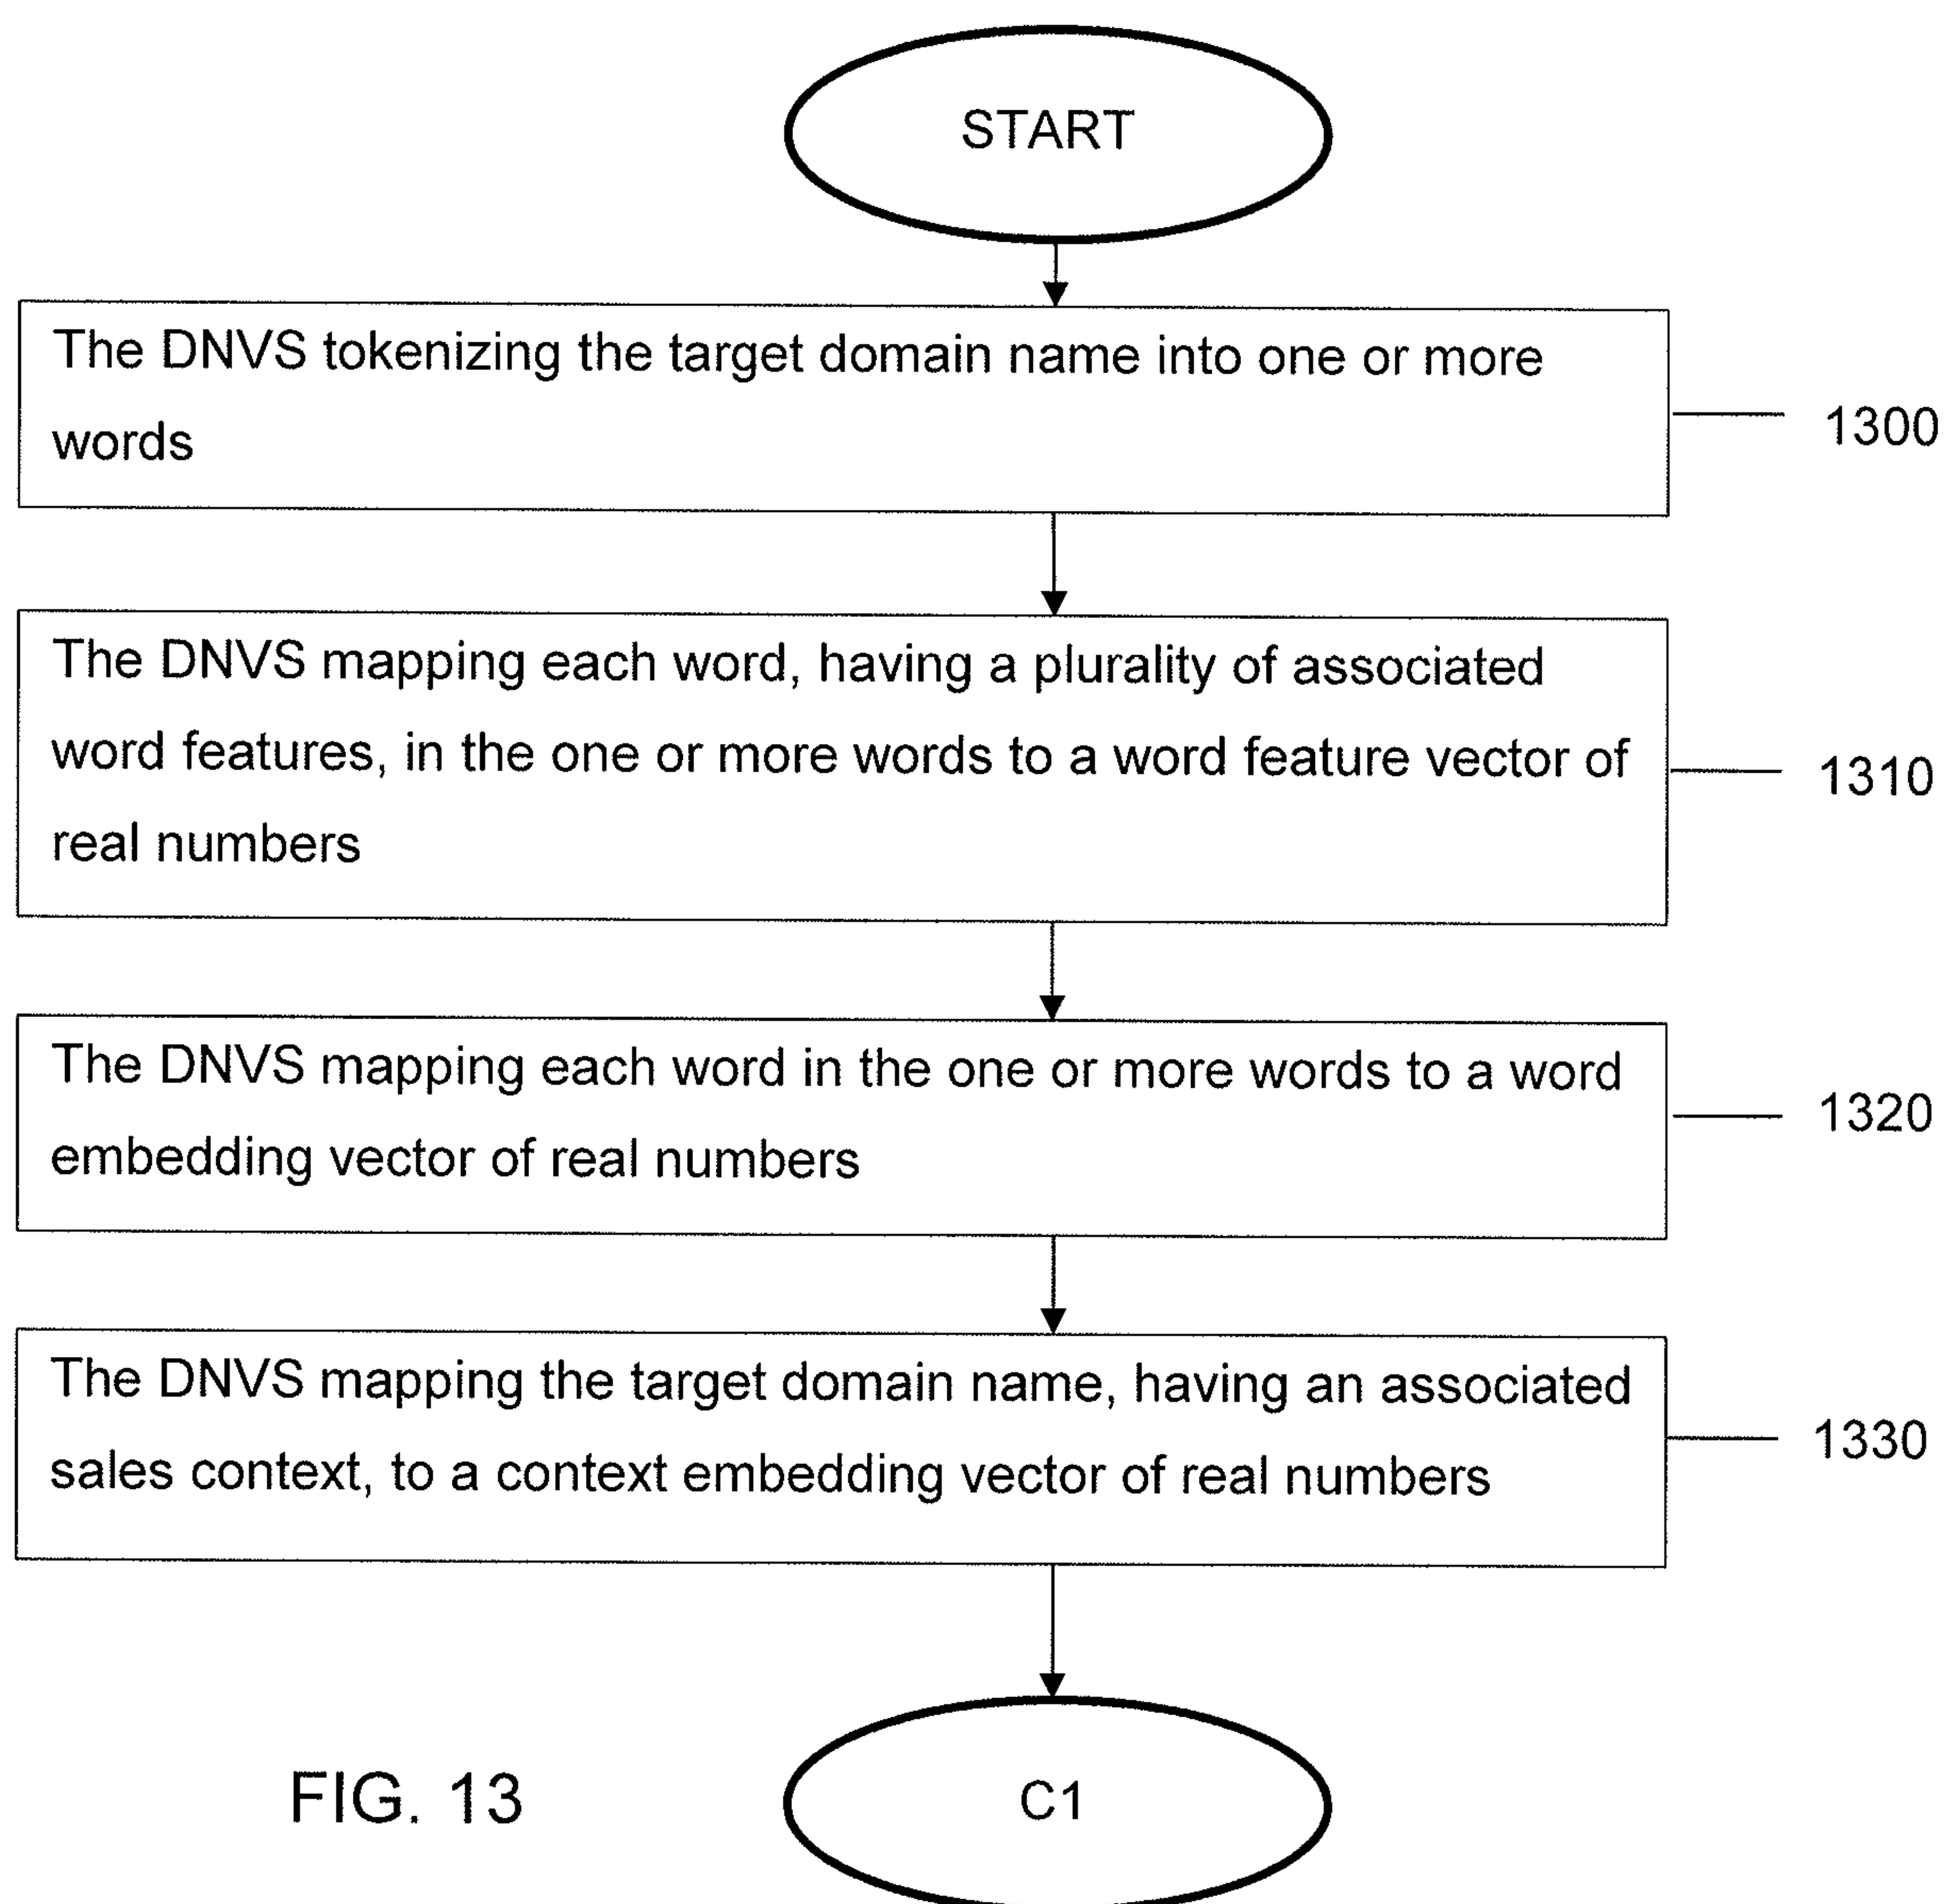 START
The DNVS tokenizing the target domain name into one or more
words
1300
The DNVS mapping each word, having a plurality of associated
word features, in the one or more words to a word feature vector of
real numbers
1310
The DNVS mapping each word in the one or more words to a word
embedding vector of real numbers
1320
The DNVS mapping the target domain name, having an associated
sales context, to a context embedding vector of real numbers
1330
FIG. 13
C1